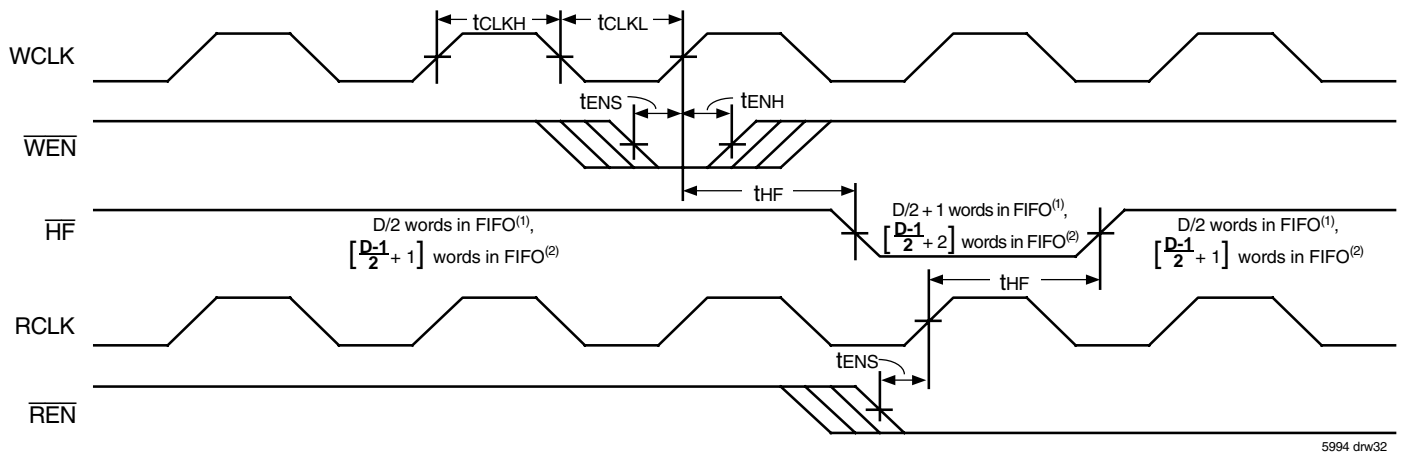 tCLKH
tCLKL
WCLK
tENS
tENH
WEN
tHF
HF
D/2 words in FIFO(1),
[D-1/2 + 1] words in FIFO(2)
D/2 + 1 words in FIFO(1),
[D-1/2 + 2] words in FIFO(2)
D/2 words in FIFO(1),
[D-1/2 + 1] words in FIFO(2)
tHF
RCLK
tENS
REN
5994 drw32